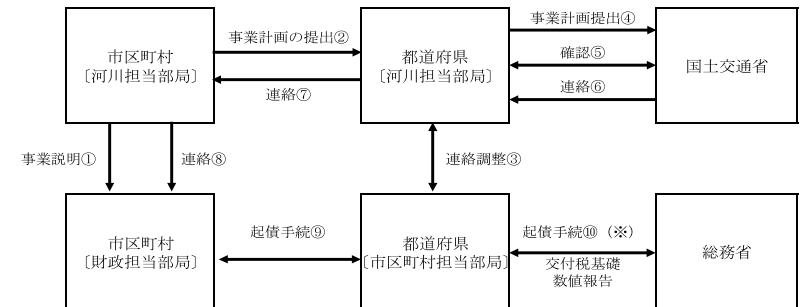 市区町村
〔河川担当部局〕
事業計画の提出②
連絡⑦
都道府県
〔河川担当部局〕
事業計画提出④
確認⑤
連絡⑥
国土交通省
事業説明①
連絡⑧
連絡調整③
市区町村
〔財政担当部局〕
起債手続⑨
都道府県
〔市区町村担当部局〕
起債手続⑩（※）
交付税基礎
数値報告
総務省